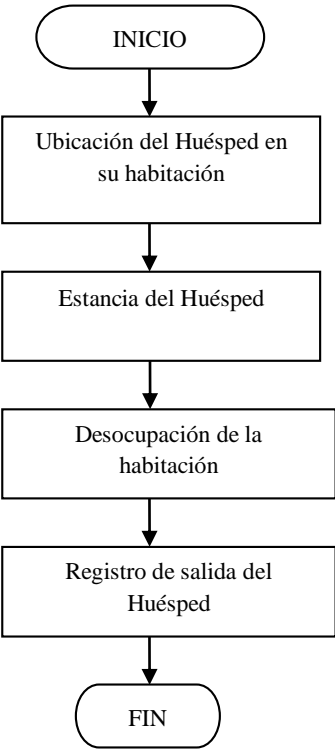 INICIO
Ubicación del Huésped en
su habitación
Estancia del Huésped
Desocupación de la
habitación
Registro de salida del
Huésped
FIN